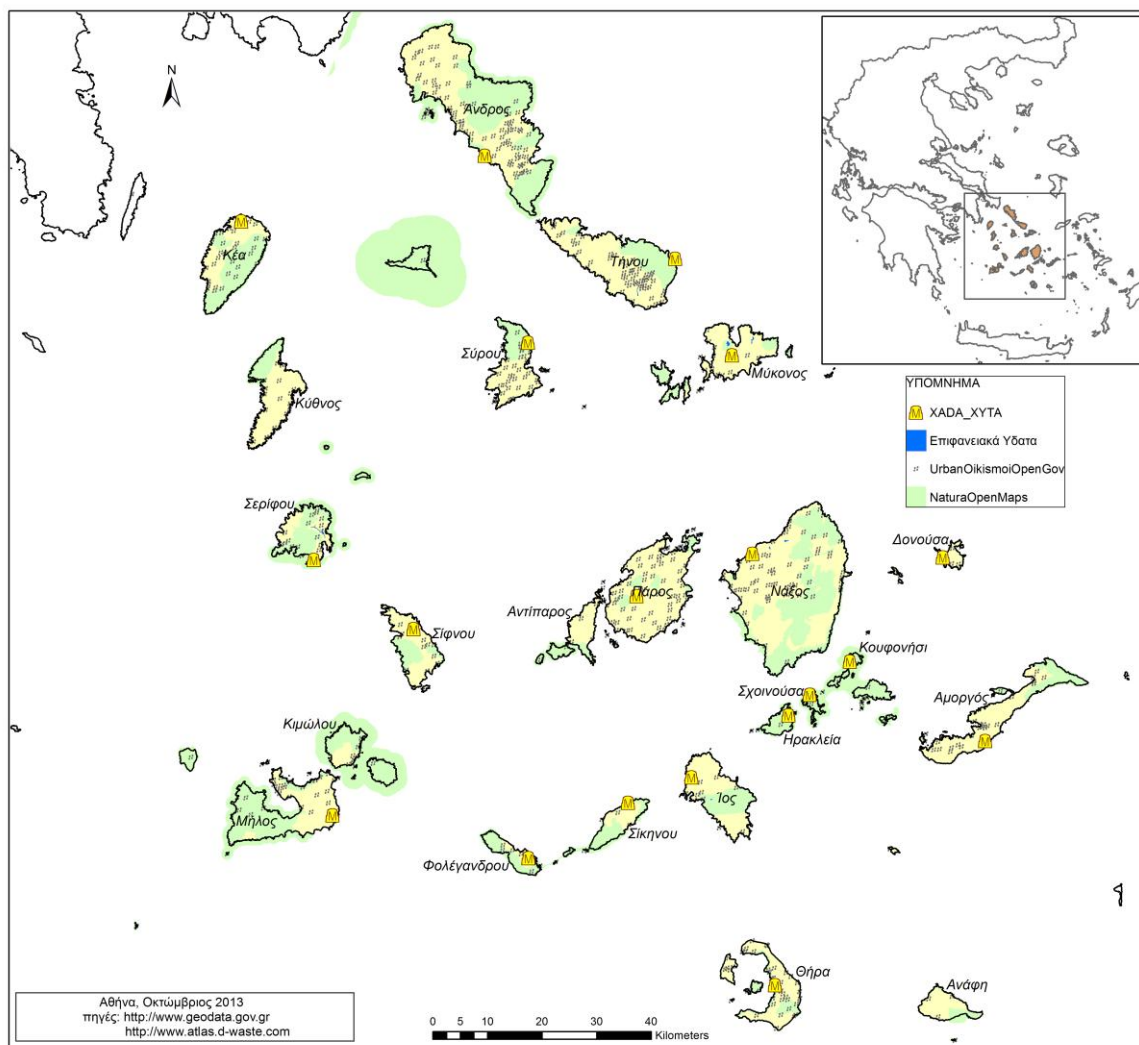 N
Άνδρος
Κέα
Τήνου
Σύρου
Μύκονος
Κύθνος
ΥΠΟΜΝΗΜΑ
XADA_XYTA
Επιφανειακά Υδατα
UrbanOikismoiOpenGov
NaturaOpenMaps
Σερίφου
Δονούσα
Πάρος
Νάξος
Αντίπαρος
Σίφνου
Κουφονήσι
Σχοινούσα
Αμοργός
Κιμώλου
Ηρακλεία
Ίος
Μήλος
Σίκηνου
Φολέγανδρου
Θήρα
Ανάφη
Αθήνα, Οκτώμβριος 2013
πηγές: http://www.geodata.gov.gr
http://www.atlas.d-waste.com
0 5 10 20 30 40
Kilometers